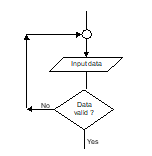 Input data
Data
valid ?
No
Yes